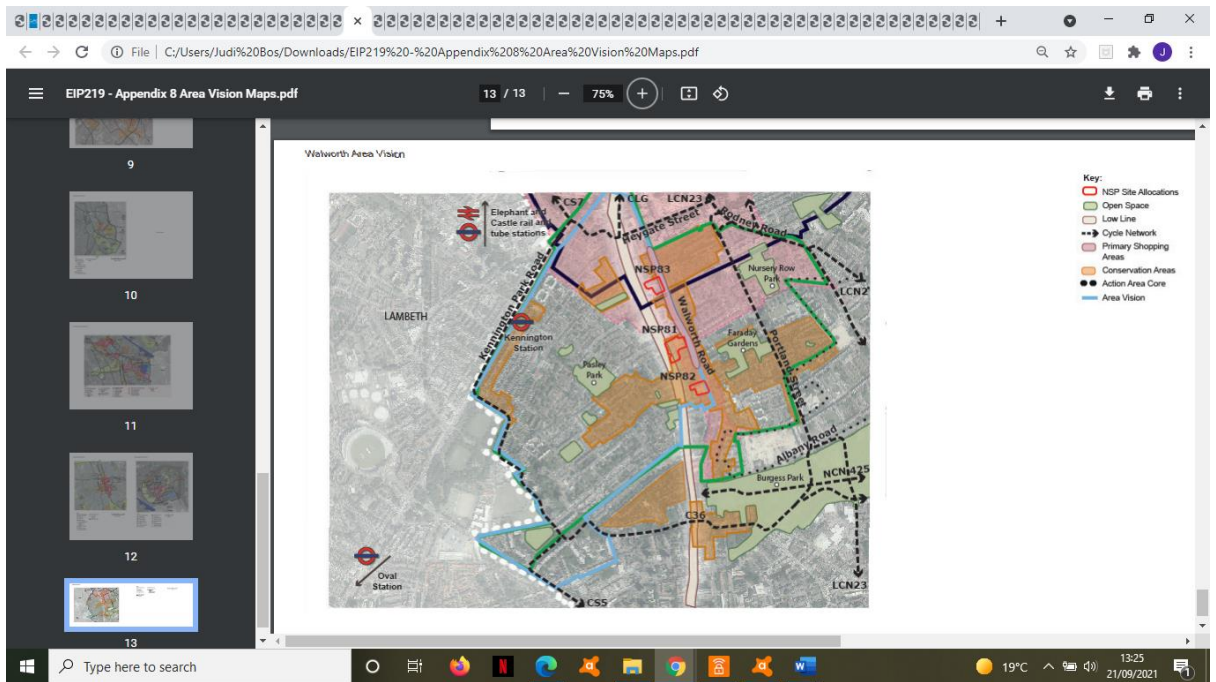 File
C:/Users/Judi%20Bos/Downloads/EIP219%20-%20Appendix%208%20Area%20Vision%20Maps.pdf
J
EIP219 - Appendix 8 Area Vision Maps.pdf
13 / 13
75%
9
10
11
12
13
Walworth Area Vision
Elephant and
Castle rail and
tube stations
CS7
CLG
LCN23
Heygate Street
Rodney Road
NSP83
Nursery Row
Park
LCN2
Kennington Park Road
LAMBETH
Kennington
Station
Walworth Road
NSP81
Faraday
Gardens
Portland Street
Pasley
Park
NSP82
Albany Road
Burgess Park
NCN 425
C36
Oval
Station
CS5
LCN23
Key:
NSP Site Allocations
Open Space
Low Line
Cycle Network
Primary Shopping
Areas
Conservation Areas
Action Area Core
Area Vision
Type here to search
19°C
13:25
21/09/2021
1